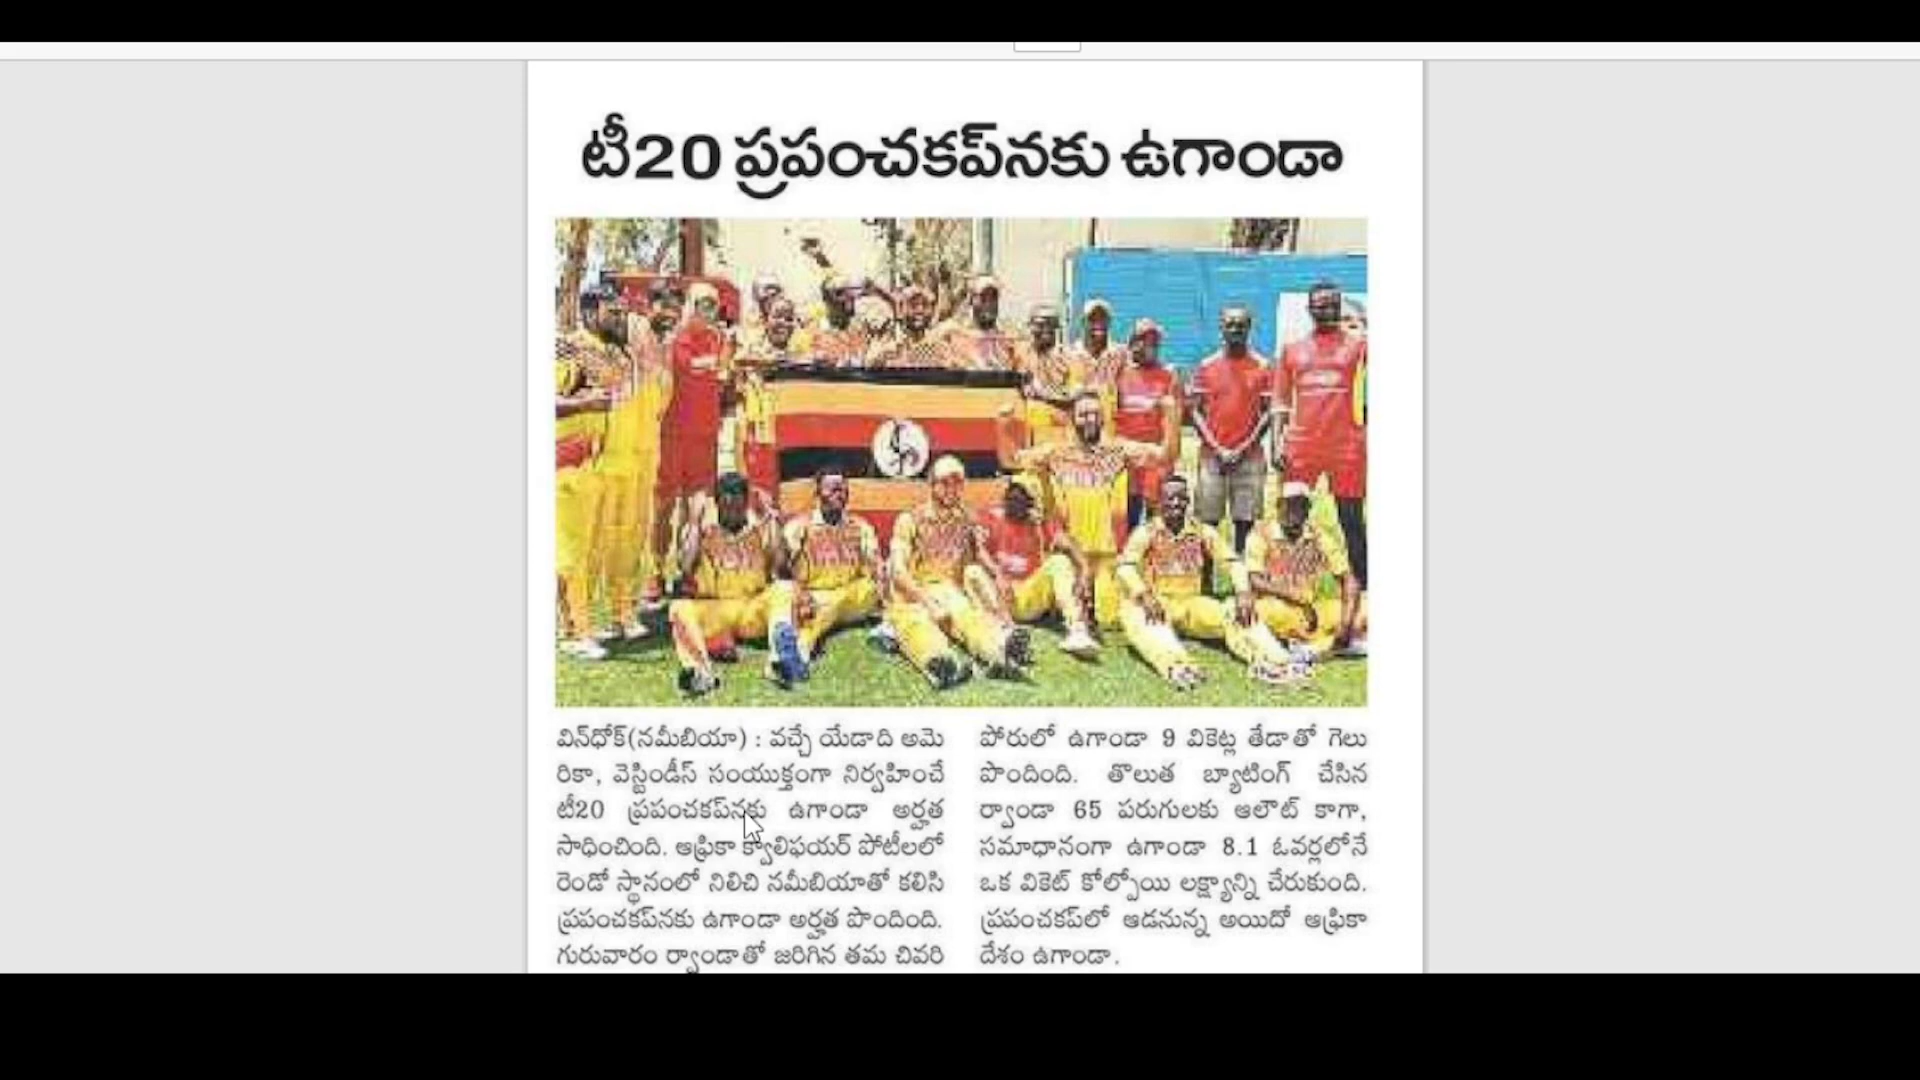 టీ20 ప్రపంచకప్‌నకు ఉగాండా
విన్‌ధోక్(నమీబియా) : వచ్చే యేడాది అమె
రికా, వెస్టిండీస్ సంయుక్తంగా నిర్వహించే
టీ20 ప్రపంచకప్‌నకు ఉగాండా అర్హత
సాధించింది. ఆఫ్రికా క్వాలిఫయర్ పోటీలలో
రెండో స్థానంలో నిలిచి నమీబియాతో కలిసి
ప్రపంచకప్‌నకు ఉగాండా అర్హత పొందింది.
గురువారం ర్వాండాతో జరిగిన తమ చివరి
పోరులో ఉగాండా 9 వికెట్ల తేడాతో గెలు
పొందింది. తొలుత బ్యాటింగ్ చేసిన
ర్వాండా 65 పరుగులకు ఆలౌట్ కాగా,
సమాధానంగా ఉగాండా 8.1 ఓవర్లలోనే
ఒక వికెట్ కోల్పోయి లక్ష్యాన్ని చేరుకుంది.
ప్రపంచకప్‌లో ఆడనున్న అయిదో ఆఫ్రికా
దేశం ఉగాండా.